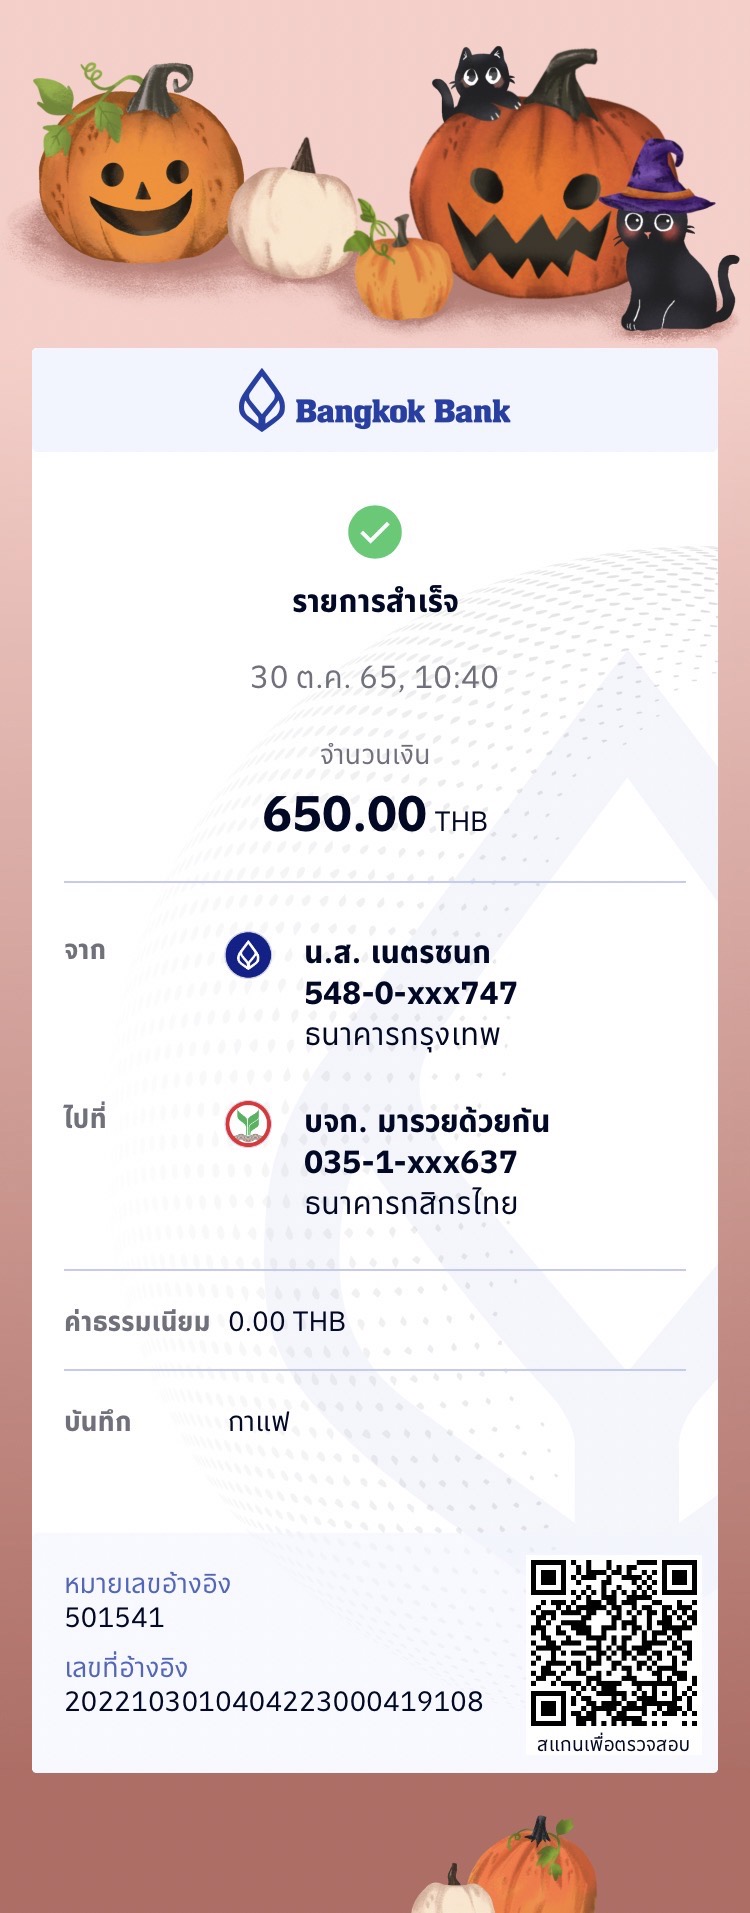 Bangkok Bank
รายการสำเร็จ
30 ต.ค. 65, 10:40
จำนวนเงิน
650.00 THB
จาก
น.ส. เนตรชนก
548-0-xxx747
ธนาคารกรุงเทพ
ไปที่
บจก. มารวยด้วยกัน
035-1-xxx637
ธนาคารกสิกรไทย
ค่าธรรมเนียม 0.00 THB
บันทึก กาแฟ
หมายเลขอ้างอิง
501541
เลขที่อ้างอิง
2022103010404223000419108
สแกนเพื่อตรวจสอบ